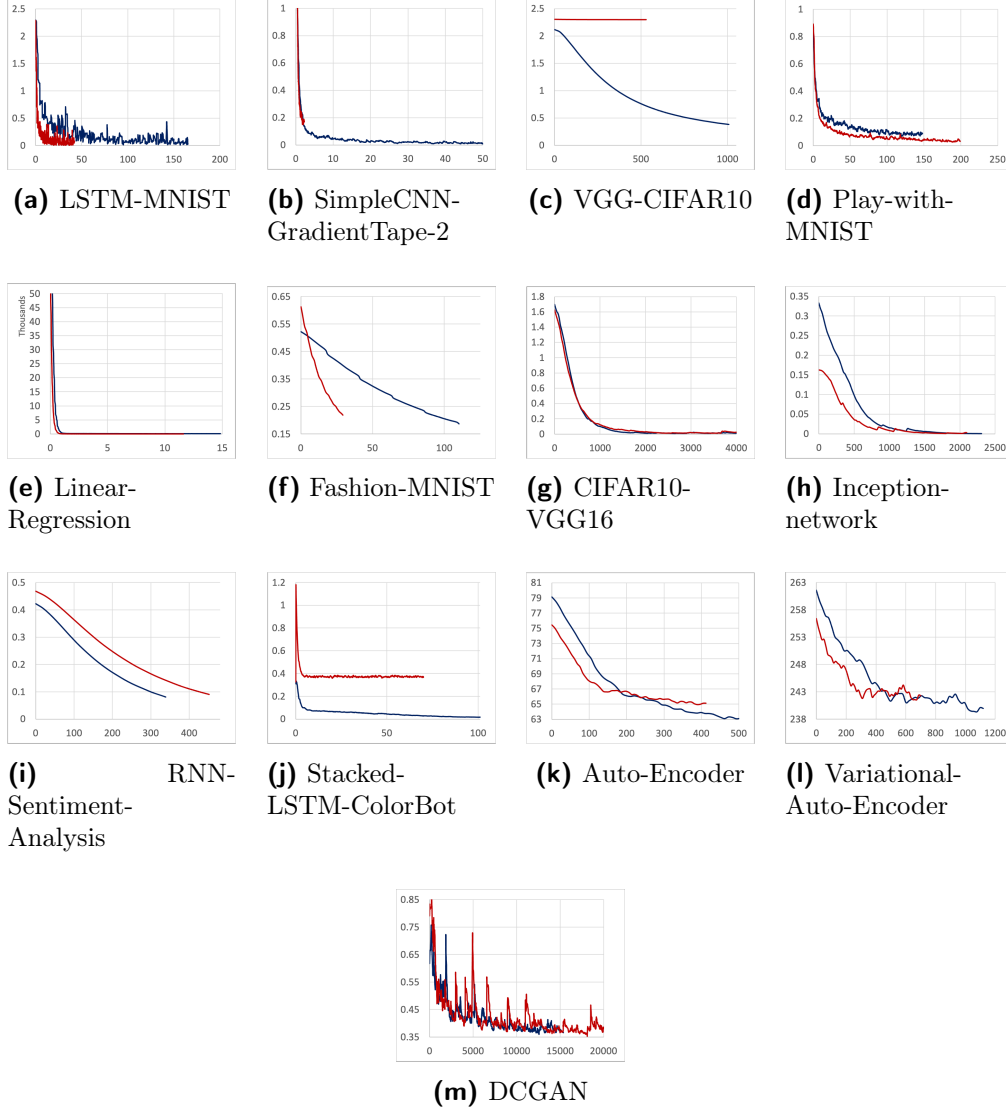 2.5
2
1.5
1
0.5
0
0 50 100 150 200
1
0.8
0.6
0.4
0.2
0
0 10 20 30 40 50
2.5
2
1.5
1
0.5
0
0 500 1000
1
0.8
0.6
0.4
0.2
0
0 50 100 150 200 250
(a) LSTM-MNIST
(b) SimpleCNN-
GradientTape-2
(c) VGG-CIFAR10
(d) Play-with-
MNIST
Thousands
50
45
40
35
30
25
20
15
10
5
0
0 5 10 15
0.65
0.55
0.45
0.35
0.25
0.15
0 50 100
1.8
1.6
1.4
1.2
1
0.8
0.6
0.4
0.2
0
0 1000 2000 3000 4000
0.35
0.3
0.25
0.2
0.15
0.1
0.05
0
0 500 1000 1500 2000 2500
(e) Linear-
Regression
(f) Fashion-MNIST
(g) CIFAR10-
VGG16
(h) Inception-
network
0.5
0.4
0.3
0.2
0.1
0
0 100 200 300 400
1.2
1
0.8
0.6
0.4
0.2
0
0 50 100
81
79
77
75
73
71
69
67
65
63
0 100 200 300 400 500
263
258
253
248
243
238
0 200 400 600 800 1000 1200
(i) RNN-
Sentiment-
Analysis
(j) Stacked-
LSTM-ColorBot
(k) Auto-Encoder
(l) Variational-
Auto-Encoder
0.85
0.75
0.65
0.55
0.45
0.35
0 5000 10000 15000 20000
(m) DCGAN